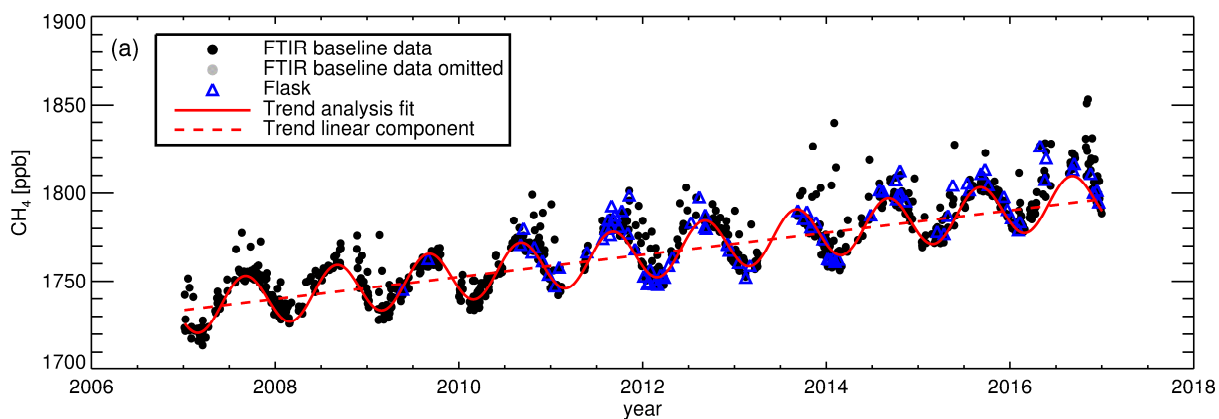 (a)
FTIR baseline data
FTIR baseline data omitted
Flask
Trend analysis fit
Trend linear component
CH4 [ppb]
1900
1850
1800
1750
1700
2006 2008 2010 2012 2014 2016 2018
year